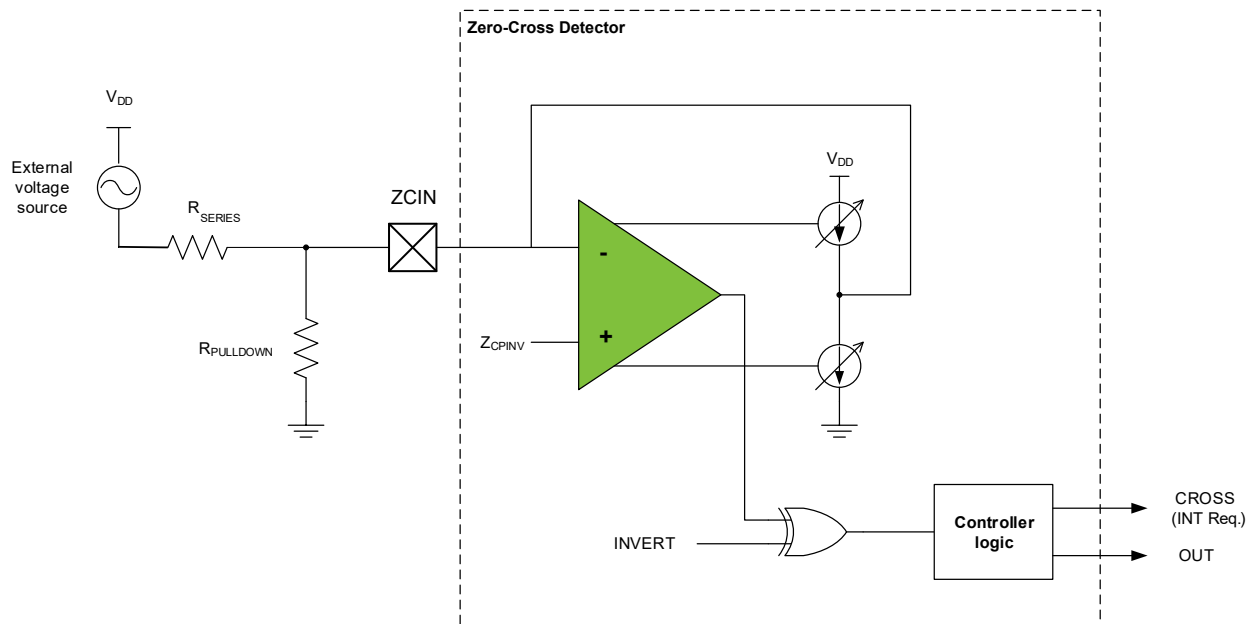 Zero-Cross Detector
VDD
External
voltage
source
RSERIES
ZCIN
VDD
-
+
ZCPINV
RPULLDOWN
INVERT
Controller
logic
CROSS
(INT Req.)
OUT